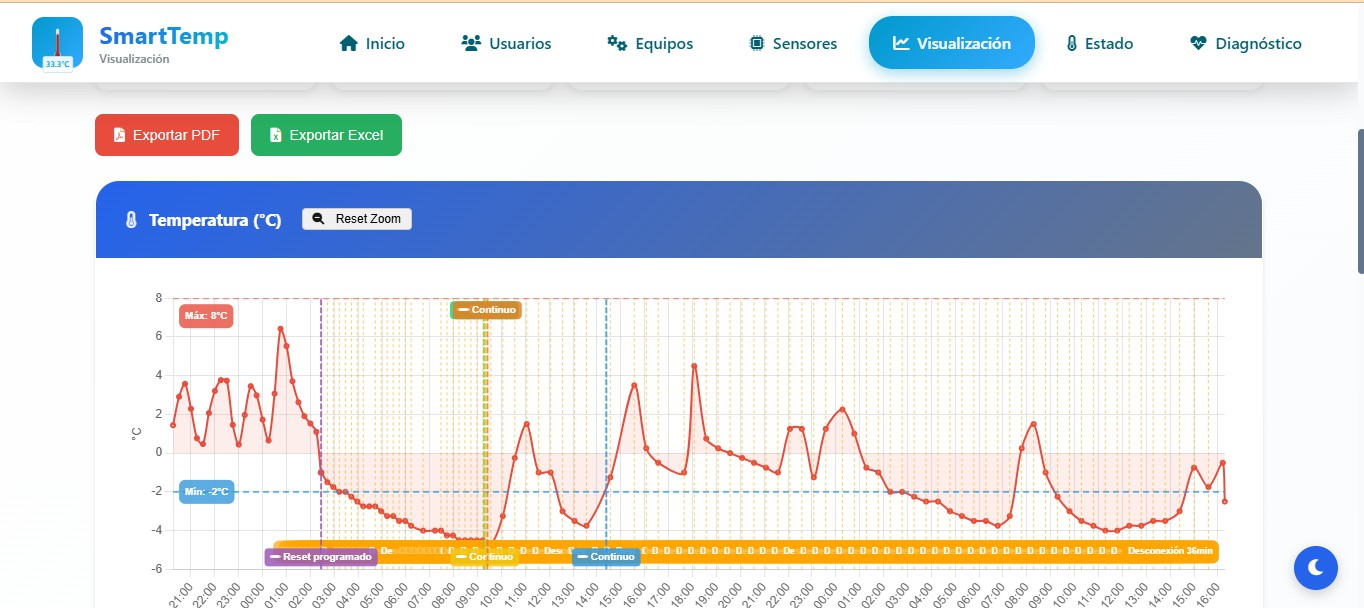 SmartTemp
Visualización
33.3°C
Inicio
Usuarios
Equipos
Sensores
Visualización
Estado
Diagnóstico
Exportar PDF
Exportar Excel
Temperatura (°C)
Reset Zoom
°C
8
6
4
2
0
-2
-4
-6
Máx: 8°C
Mín: -2°C
Continuo
Reset programado
Continuo
Desconexión 36min
21:00 22:00 23:00 00:00 01:00 02:00 03:00 04:00 05:00 06:00 07:00 08:00 09:00 10:00 11:00 12:00 13:00 14:00 15:00 16:00 17:00 18:00 19:00 20:00 21:00 22:00 23:00 00:00 01:00 02:00 03:00 04:00 05:00 06:00 07:00 08:00 09:00 10:00 11:00 12:00 13:00 14:00 15:00 16:00